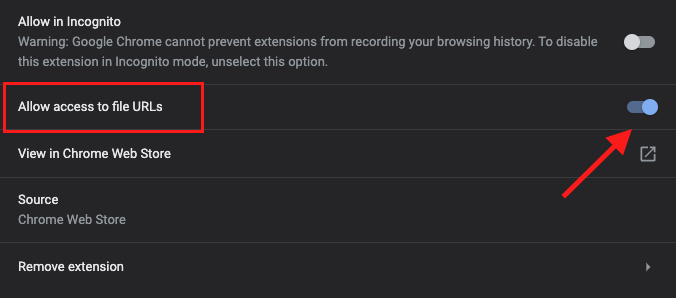 Allow in Incognito
Warning: Google Chrome cannot prevent extensions from recording your browsing history. To disable
this extension in Incognito mode, unselect this option.
Allow access to file URLs
View in Chrome Web Store
Source
Chrome Web Store
Remove extension